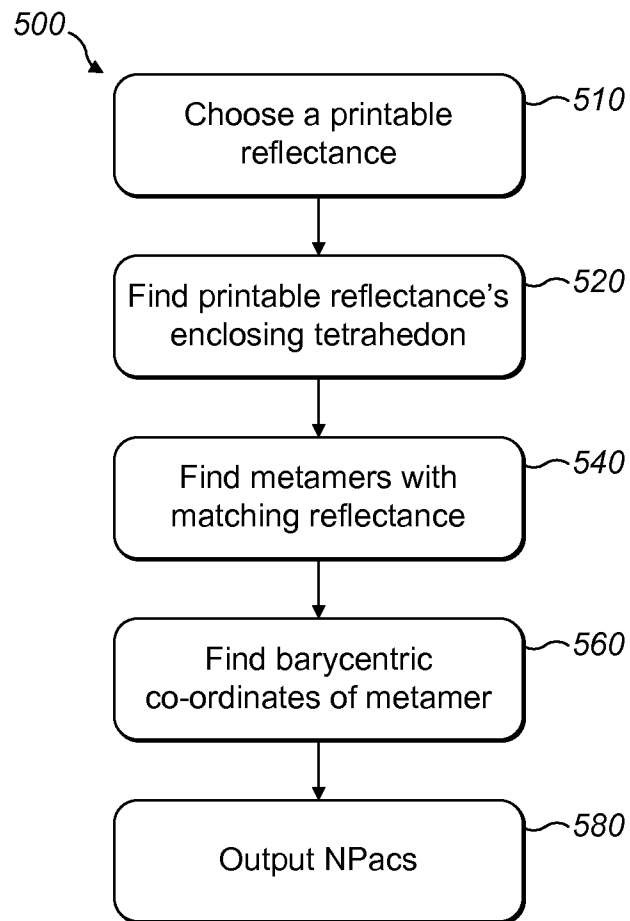 500
Choose a printable
reflectance
510
Find printable reflectance's
enclosing tetrahedon
520
Find metamers with
matching reflectance
540
Find barycentric
co-ordinates of metamer
560
Output NPacs
580